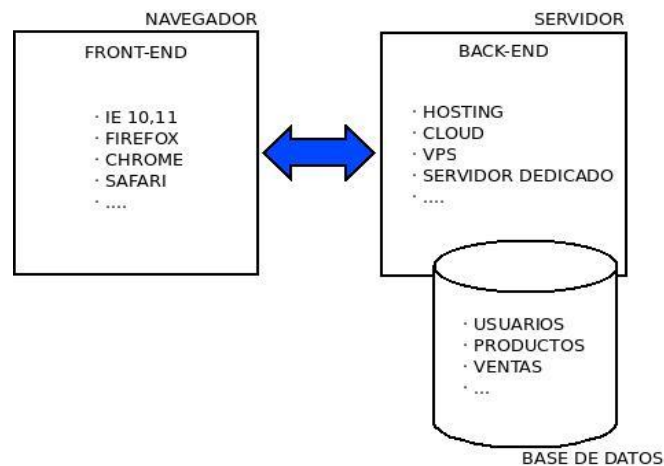 NAVEGADOR
FRONT-END
· IE 10,11
· FIREFOX
· CHROME
· SAFARI
· ....
SERVIDOR
BACK-END
· HOSTING
· CLOUD
· VPS
· SERVIDOR DEDICADO
· ....
· USUARIOS
· PRODUCTOS
· VENTAS
· ...
BASE DE DATOS